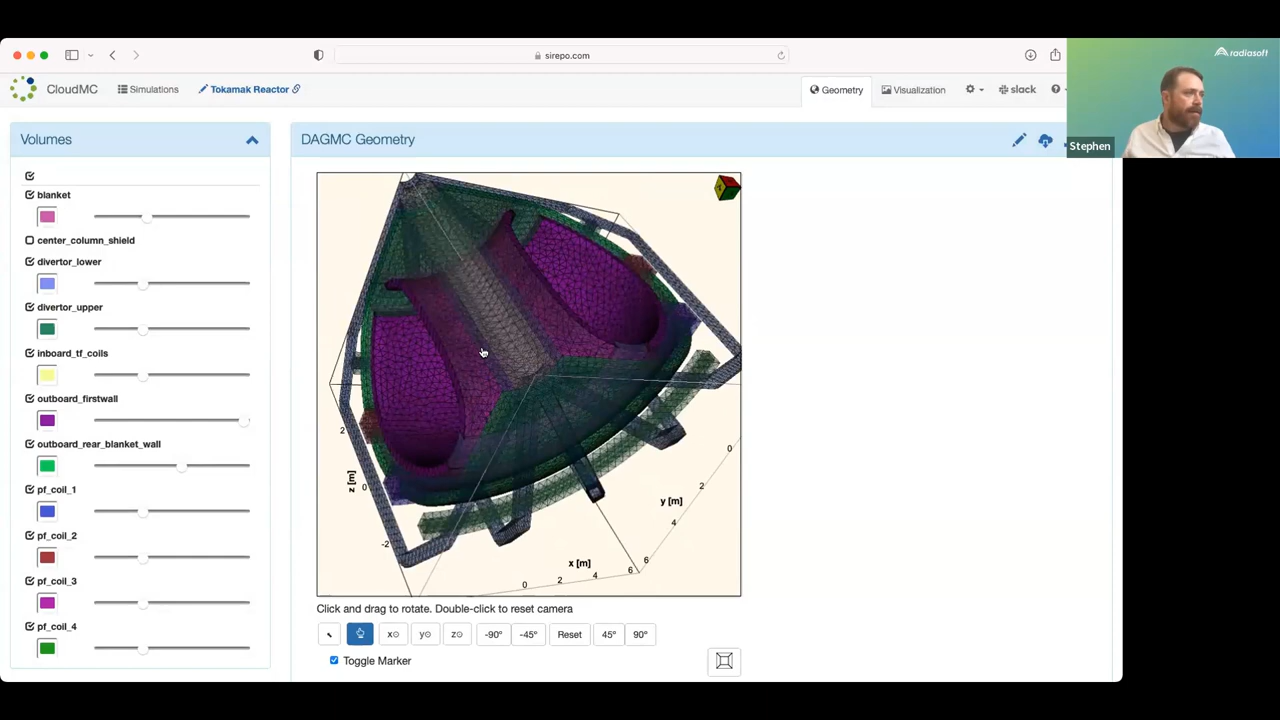 sirepo.com
radiasoft
CloudMC
Simulations
Tokamak Reactor
Geometry
Visualization
slack
Stephen
Volumes
DAGMC Geometry
blanket
center_column_shield
divertor_lower
divertor_upper
inboard_tf_coils
outboard_firstwall
outboard_rear_blanket_wall
pf_coil_1
pf_coil_2
pf_coil_3
pf_coil_4
2
z [m]
0
-2
0
y [m]
2
4
6
x [m]
0
2
4
6
Click and drag to rotate. Double-click to reset camera
x
y
z
-90°
-45°
Reset
45°
90°
Toggle Marker